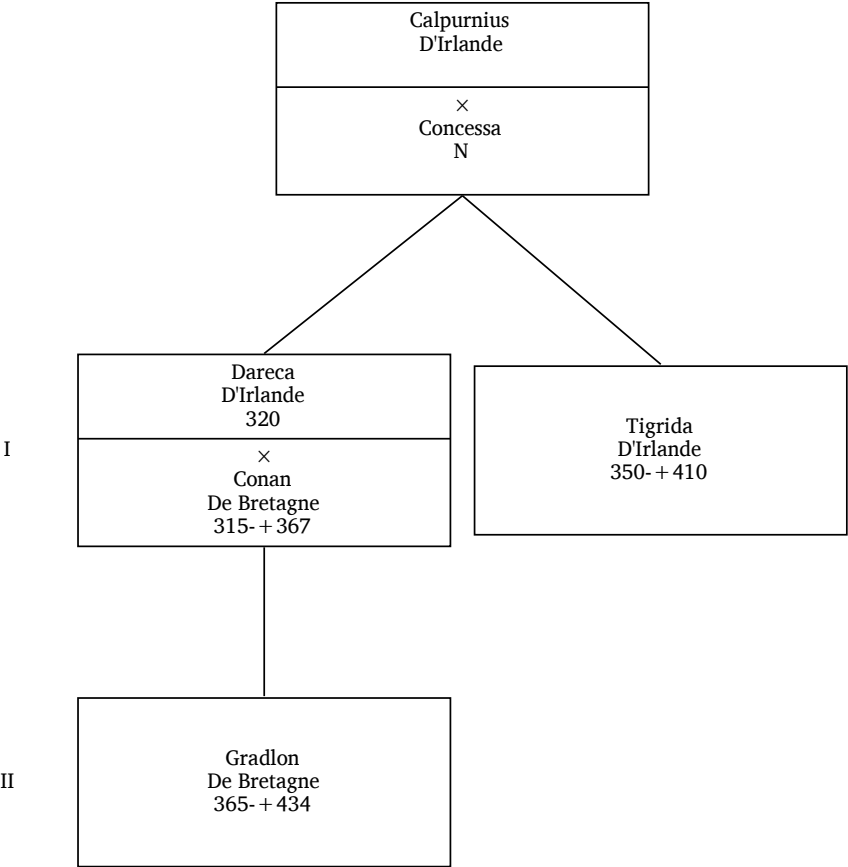 Calpurnius
D'Irlande
×
Concessa
N
I
Dareca
D'Irlande
320
×
Conan
De Bretagne
315-+367
Tigrida
D'Irlande
350-+410
II
Gradlon
De Bretagne
365-+434